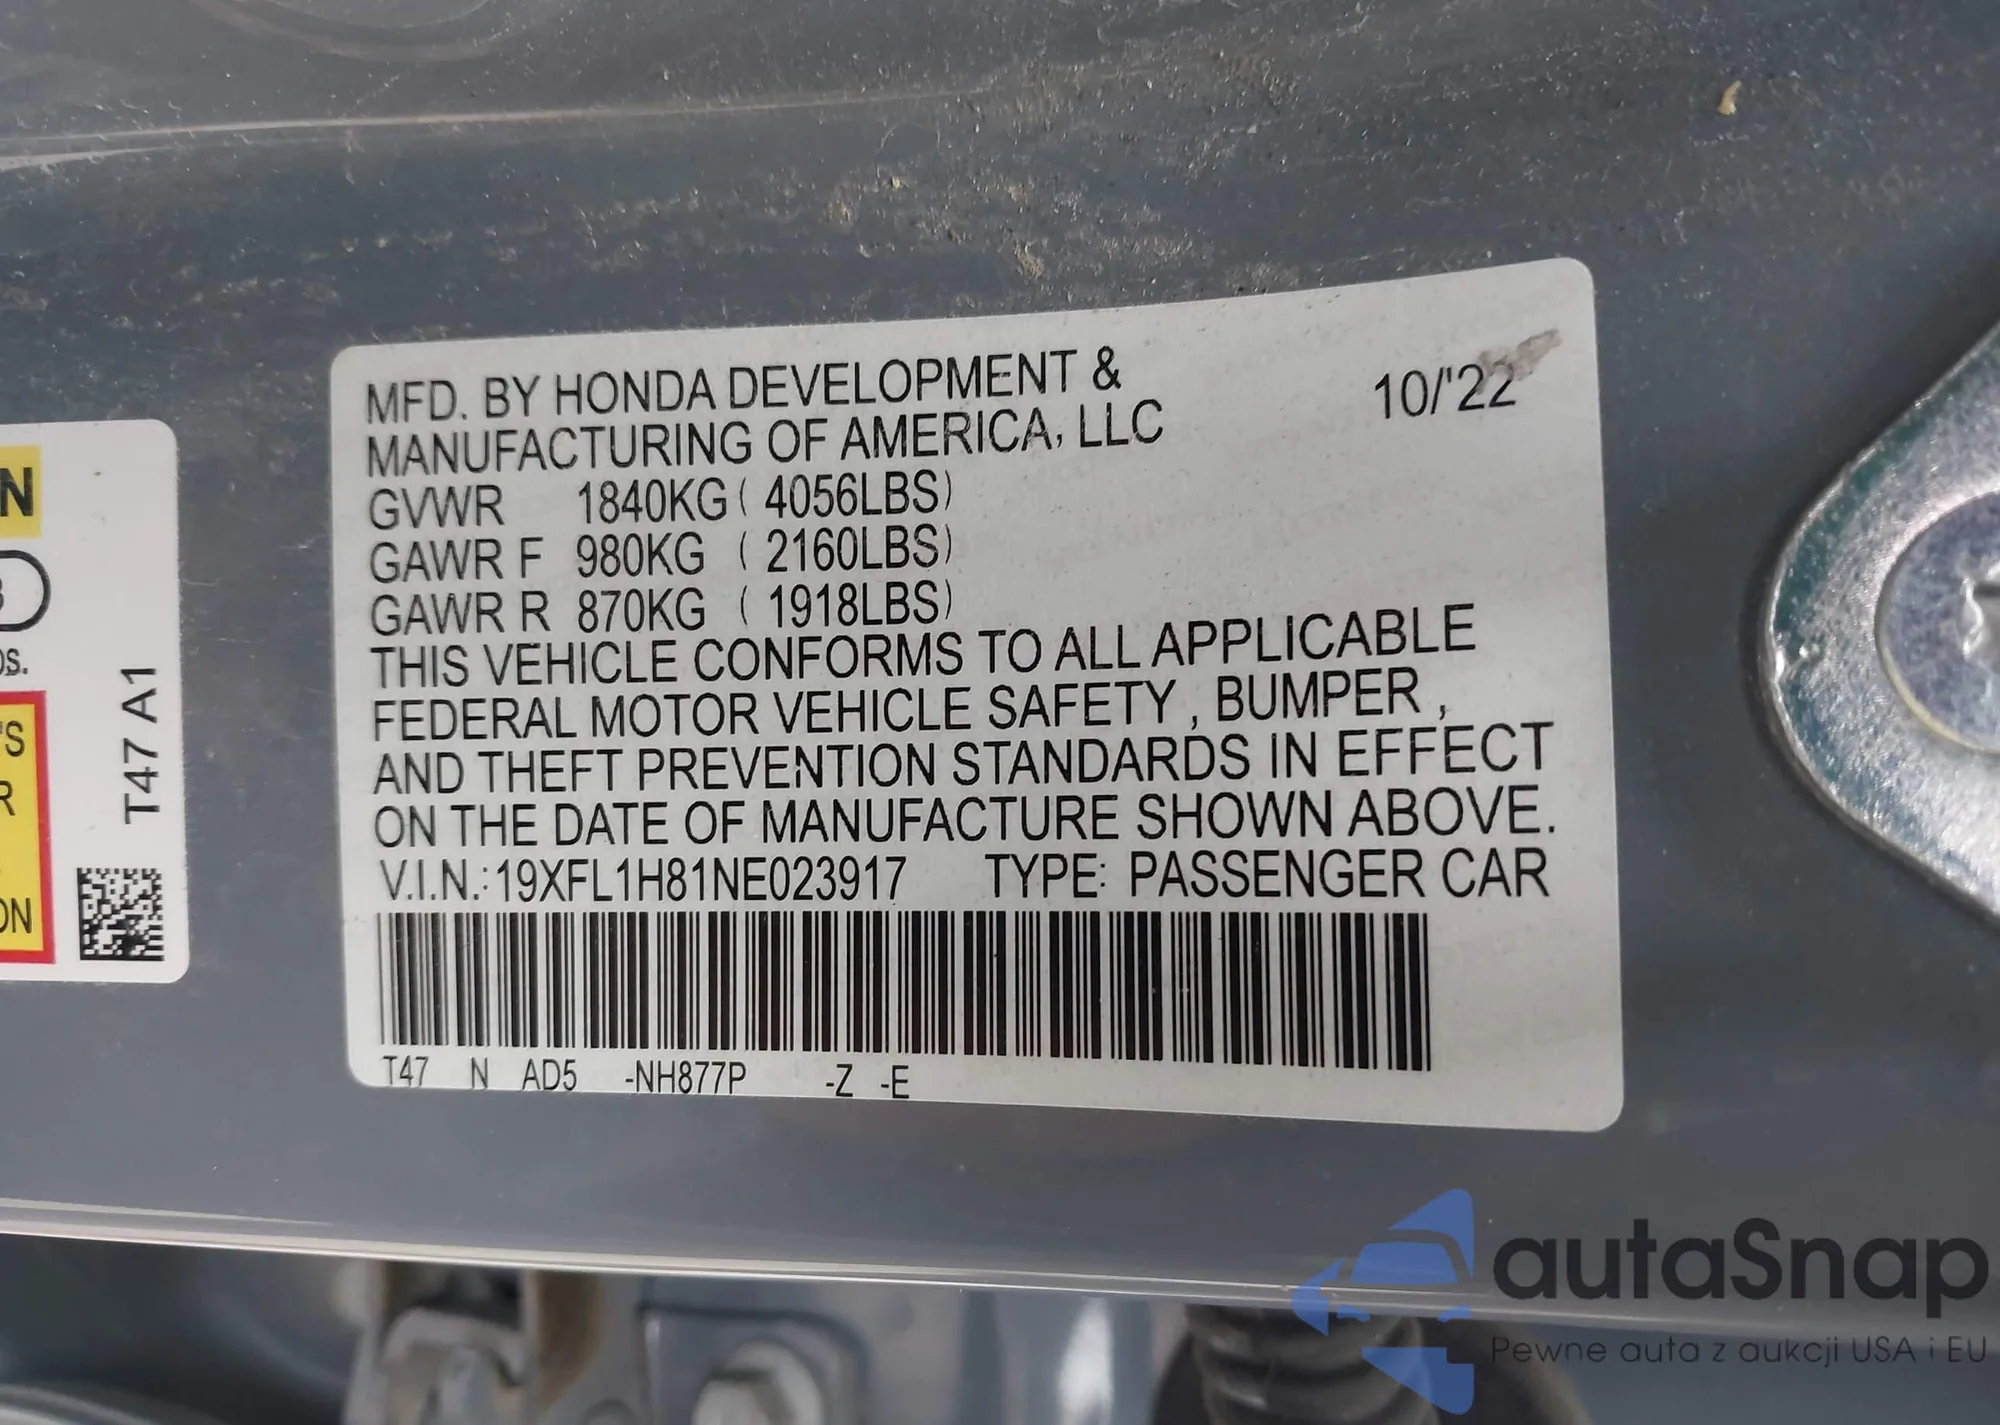 MFD. BY HONDA DEVELOPMENT &
MANUFACTURING OF AMERICA, LLC
10/'22
GVWR 1840KG ( 4056LBS)
GAWR F 980KG ( 2160LBS)
GAWR R 870KG ( 1918LBS)
THIS VEHICLE CONFORMS TO ALL APPLICABLE
FEDERAL MOTOR VEHICLE SAFETY , BUMPER ,
AND THEFT PREVENTION STANDARDS IN EFFECT
ON THE DATE OF MANUFACTURE SHOWN ABOVE.
V.I.N.: 19XFL1H81NE023917 TYPE: PASSENGER CAR
T47 N AD5 -NH877P -Z -E
T47 A1
autaSnap
Pewne auta z aukcji USA i EU